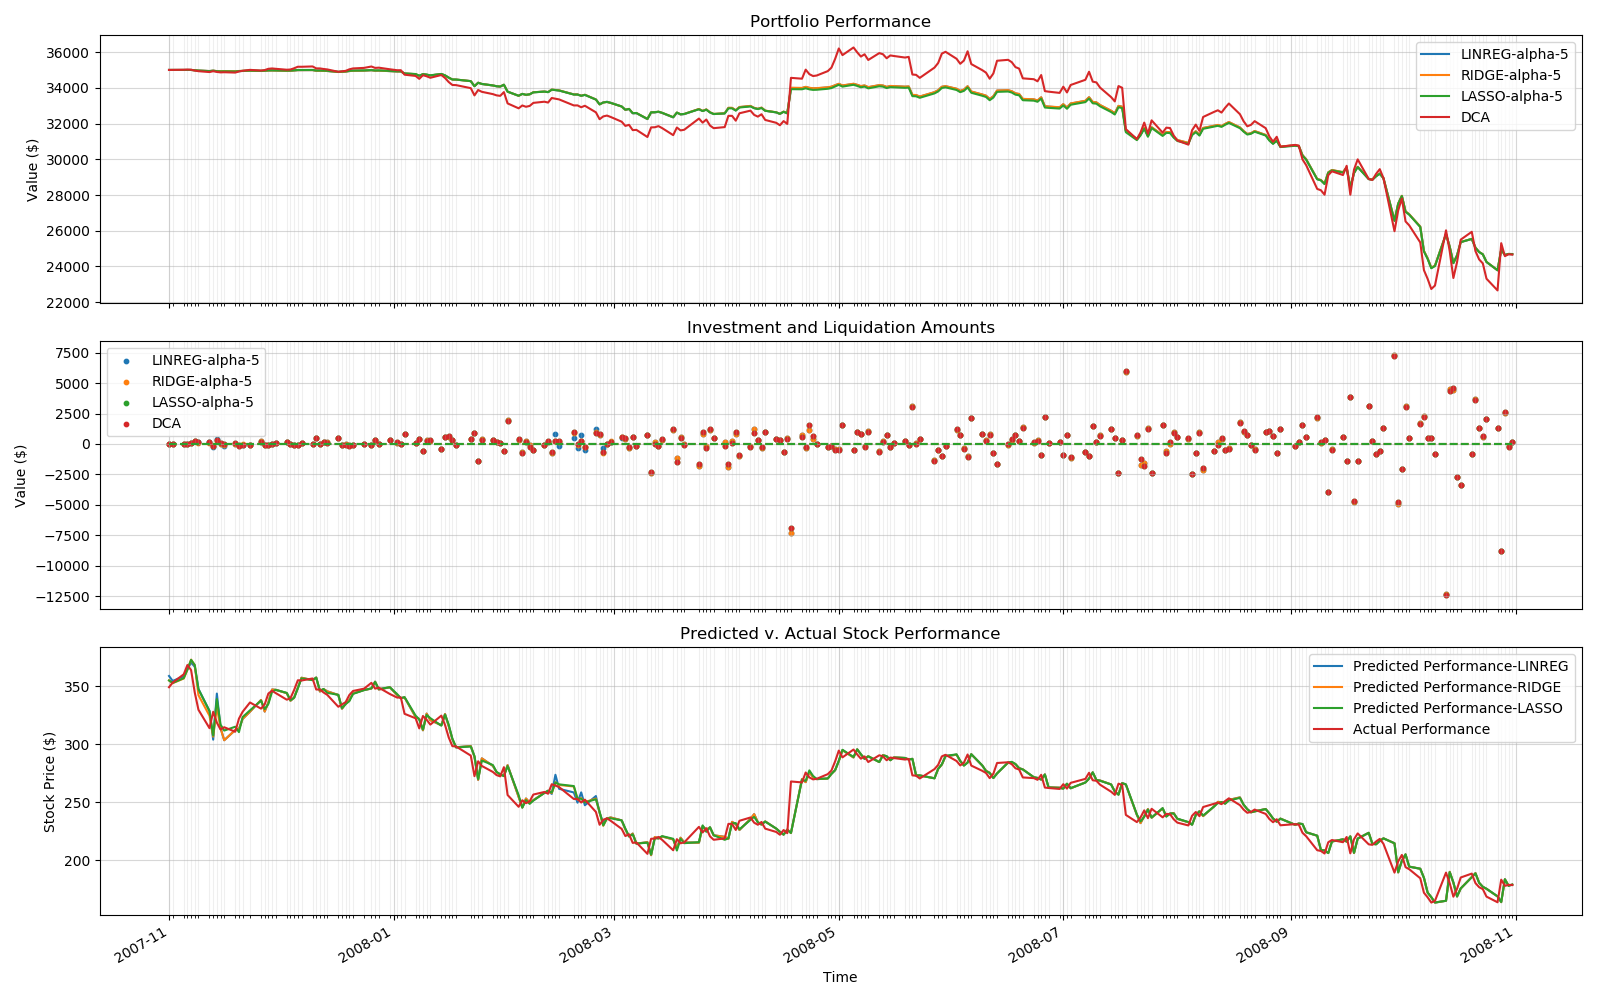 Portfolio Performance
36000
34000
32000
30000
28000
26000
24000
22000
Value ($)
LINREG-alpha-5
RIDGE-alpha-5
LASSO-alpha-5
DCA
Investment and Liquidation Amounts
7500
5000
2500
0
−2500
−5000
−7500
−10000
−12500
Value ($)
LINREG-alpha-5
RIDGE-alpha-5
LASSO-alpha-5
DCA
Predicted v. Actual Stock Performance
350
300
250
200
Stock Price ($)
Predicted Performance-LINREG
Predicted Performance-RIDGE
Predicted Performance-LASSO
Actual Performance
2007-11
2008-01
2008-03
2008-05
2008-07
2008-09
2008-11
Time